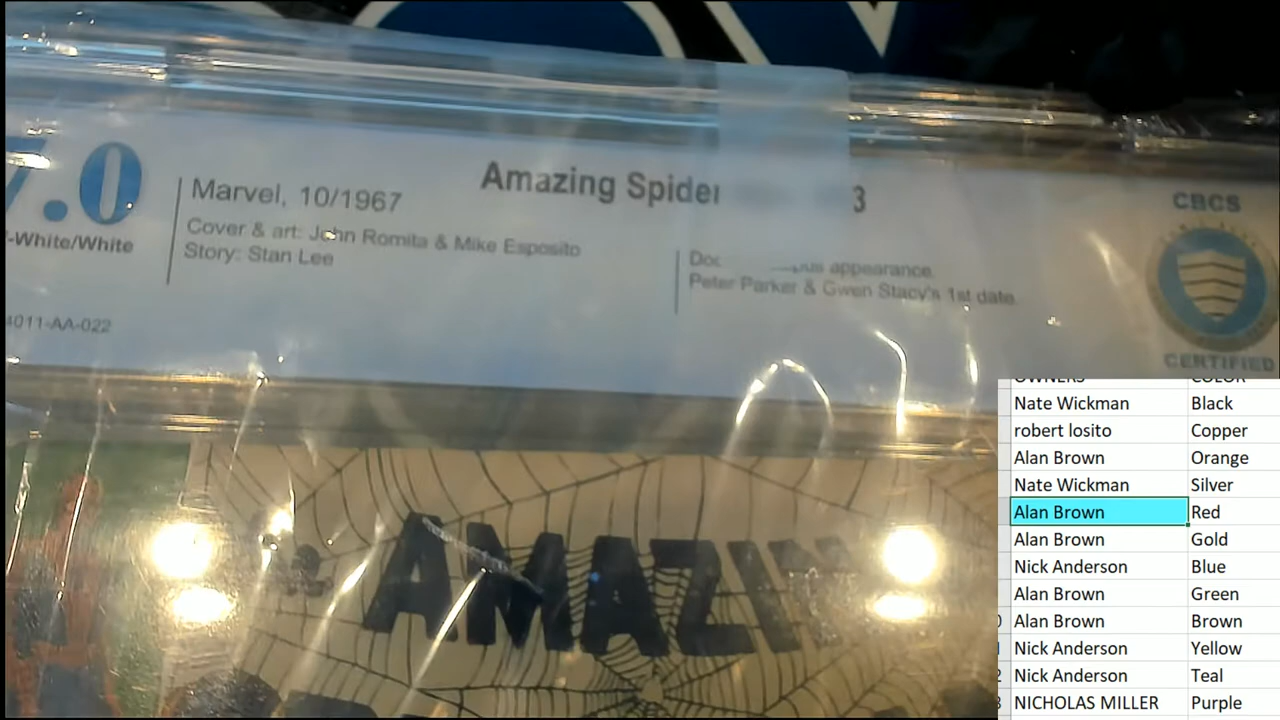 7.0
-White/White
4011-AA-022
Marvel, 10/1967
Cover & art: John Romita & Mike Esposito
Story: Stan Lee
Amazing Spider 3
Doc appearance.
Peter Parker & Gwen Stacy's 1st date.
CBCS
CERTIFIED
AMAZIN
OWNERS COLOR
Nate Wickman Black
robert losito Copper
Alan Brown Orange
Nate Wickman Silver
Alan Brown Red
Alan Brown Gold
Nick Anderson Blue
Alan Brown Green
Alan Brown Brown
Nick Anderson Yellow
Nick Anderson Teal
NICHOLAS MILLER Purple